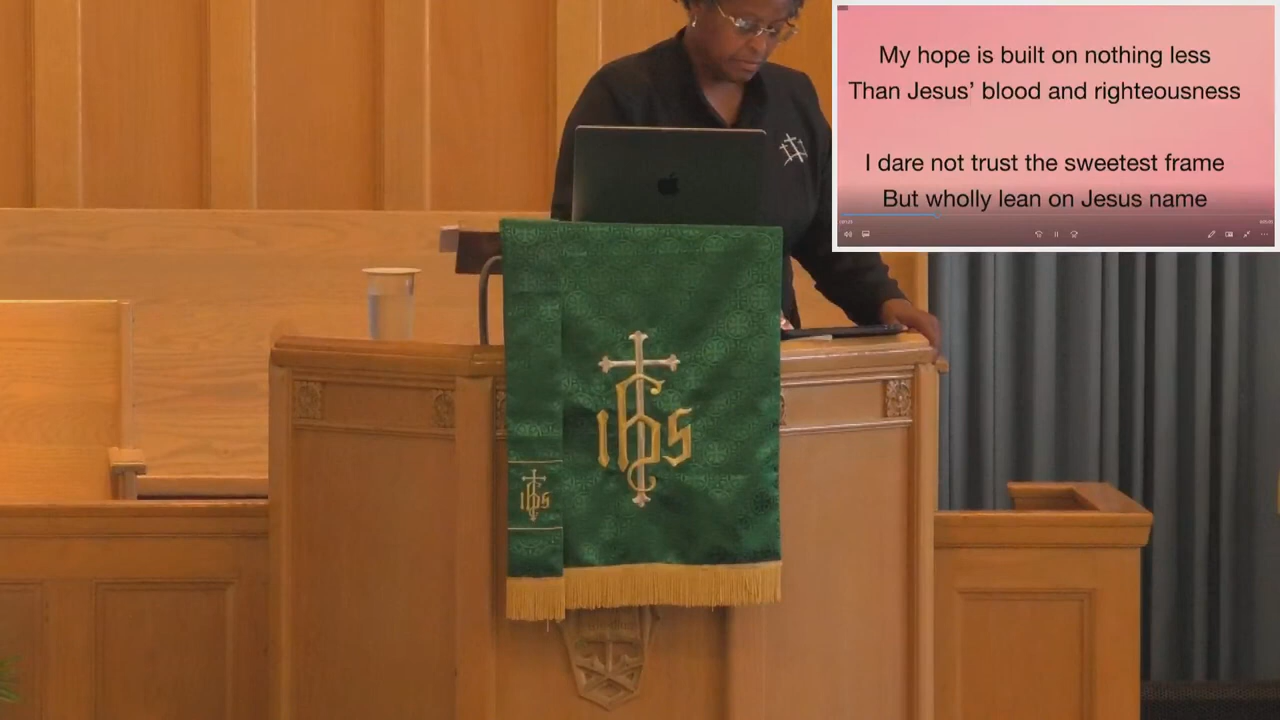 My hope is built on nothing less
Than Jesus’ blood and righteousness
I dare not trust the sweetest frame
But wholly lean on Jesus name
IHS
IHS